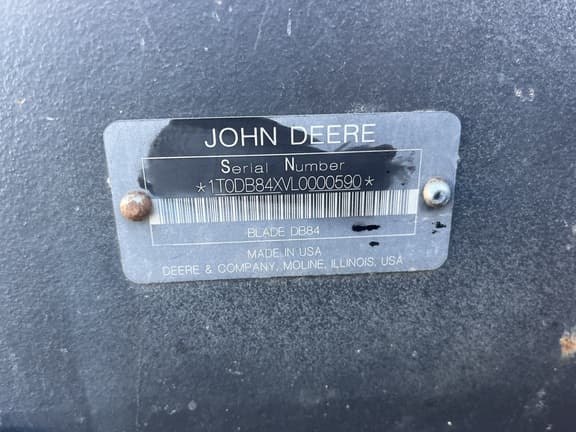 JOHN DEERE
Serial Number
*1T0DB84XVL0000590*
BLADE DB84
MADE IN USA
DEERE & COMPANY, MOLINE, ILLINOIS, USA